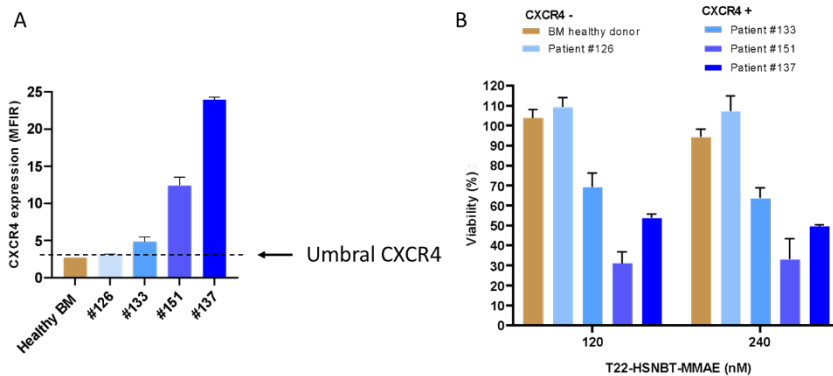 A
CXCR4 expression (MFIR)
25
20
15
10
5
0
Healthy BM
#126
#133
#151
#137
Umbral CXCR4
B
CXCR4 -
BM healthy donor
Patient #126
CXCR4 +
Patient #133
Patient #151
Patient #137
Viability (%)
120
110
100
90
80
70
60
50
40
30
20
10
0
120
240
T22-HSNBT-MMAE (nM)